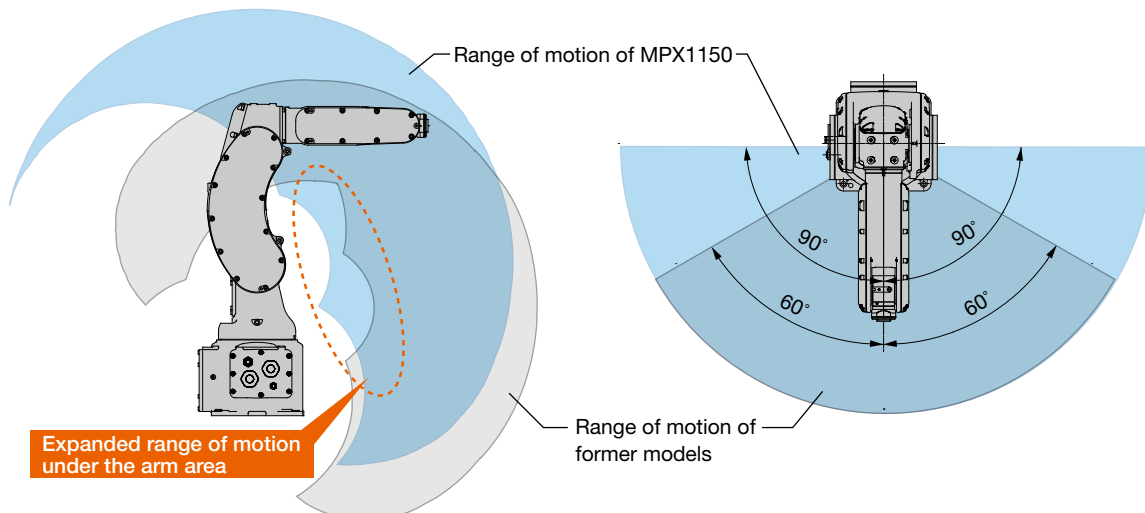 Range of motion of MPX1150
90°
90°
60°
60°
Expanded range of motion
under the arm area
Range of motion of
former models